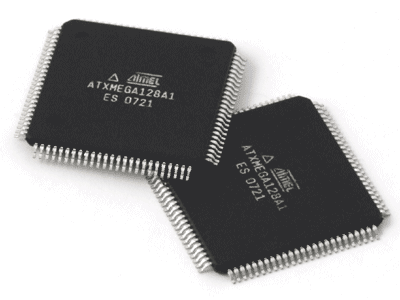 ATMEL
ATXMEGA128A1
ES 0721
ATMEL
ATXMEGA128A1
ES 0721